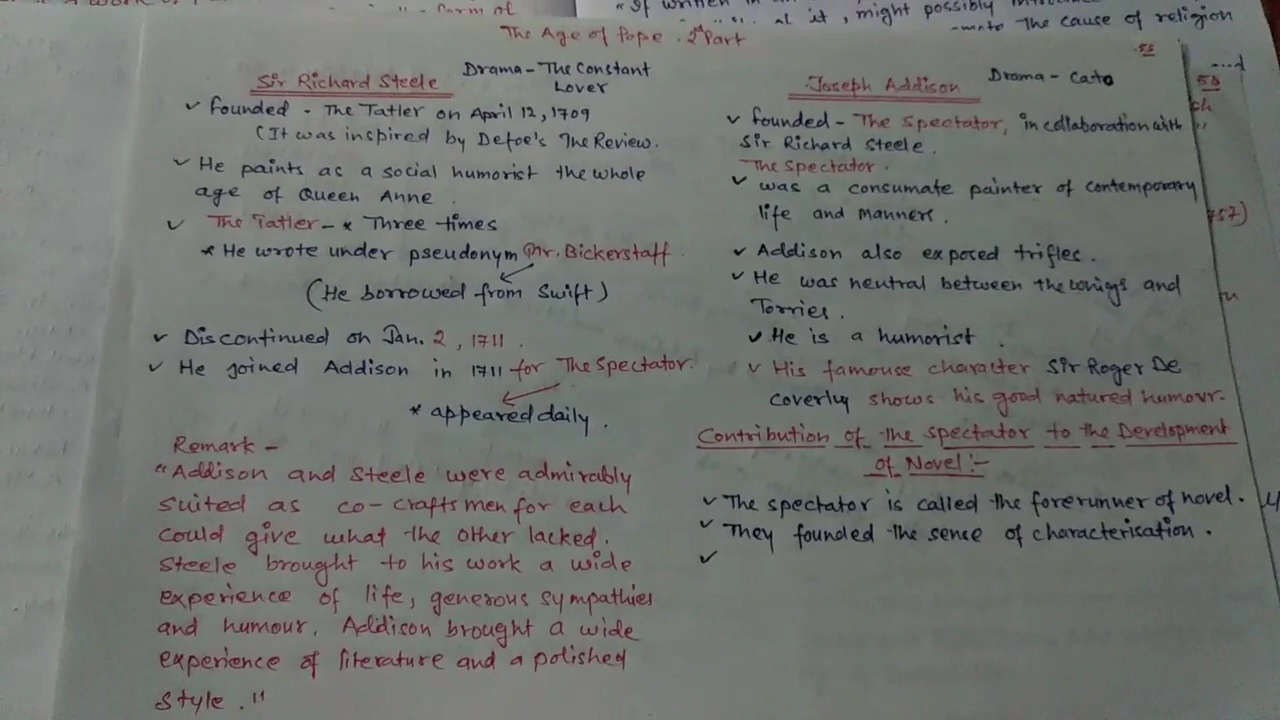 Form of
"If written in
at it, might possibly
the cause of religion
The Age of Pope. 2nd Part
Sir Richard Steele
Drama - The Constant
Lover
✓ founded - The Tatler on April 12, 1709
(It was inspired by Defoe's The Review.
✓ He paints as a social humorist the whole
age of Queen Anne
✓ The Tatler - * Three times
* He wrote under pseudonym Mr. Bickerstaff
(He borrowed from Swift)
✓ Discontinued on Jan. 2, 1711.
✓ He joined Addison in 1711 for The Spectator.
* appeared daily.
Remark -
"Addison and Steele were admirably
suited as co-craftsmen for each
could give what the other lacked.
Steele brought to his work a wide
experience of life, generous sympathies
and humour. Addison brought a wide
experience of literature and a polished
style."
Joseph Addison
Drama - Cato
✓ founded - The Spectator, in collaboration with
Sir Richard Steele.
The Spectator.
✓ was a consumate painter of contemporary
life and manners.
✓ Addison also exposed trifles.
✓ He was neutral between the whigs and
Torries.
✓ He is a humorist.
✓ His famouse character Sir Roger De
Coverly shows his good natured humour.
Contribution of the spectator to the Development
of Novel :-
✓ The spectator is called the forerunner of novel.
✓ They founded the sense of characterisation.
✓